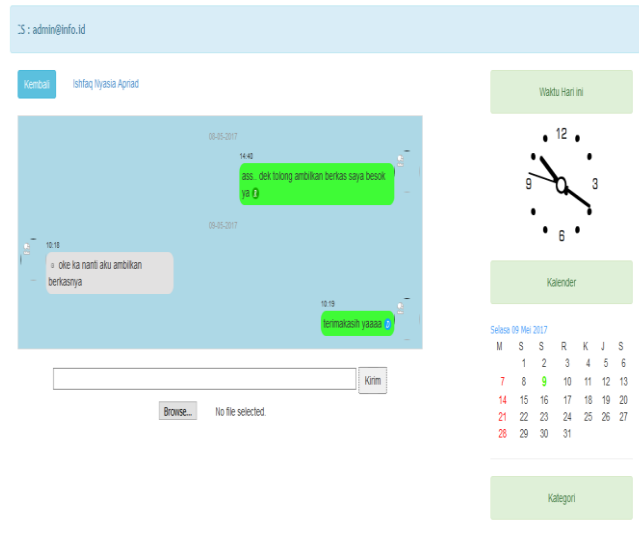 : admin@info.id
Kembali
Ishfaq Nyasia Apriad
08-05-2017
14:40
ass.. dek tolong ambilkan berkas saya besok
ya
09-05-2017
10:18
oke ka nanti aku ambilkan
berkasnya
10:19
terimakasih yaaaa
Kirim
Browse... No file selected.
Waktu Hari ini
12
9 3
6
Kalender
Selasa 09 Mei 2017
M S S R K J S
1 2 3 4 5 6
7 8 9 10 11 12 13
14 15 16 17 18 19 20
21 22 23 24 25 26 27
28 29 30 31
Kategori